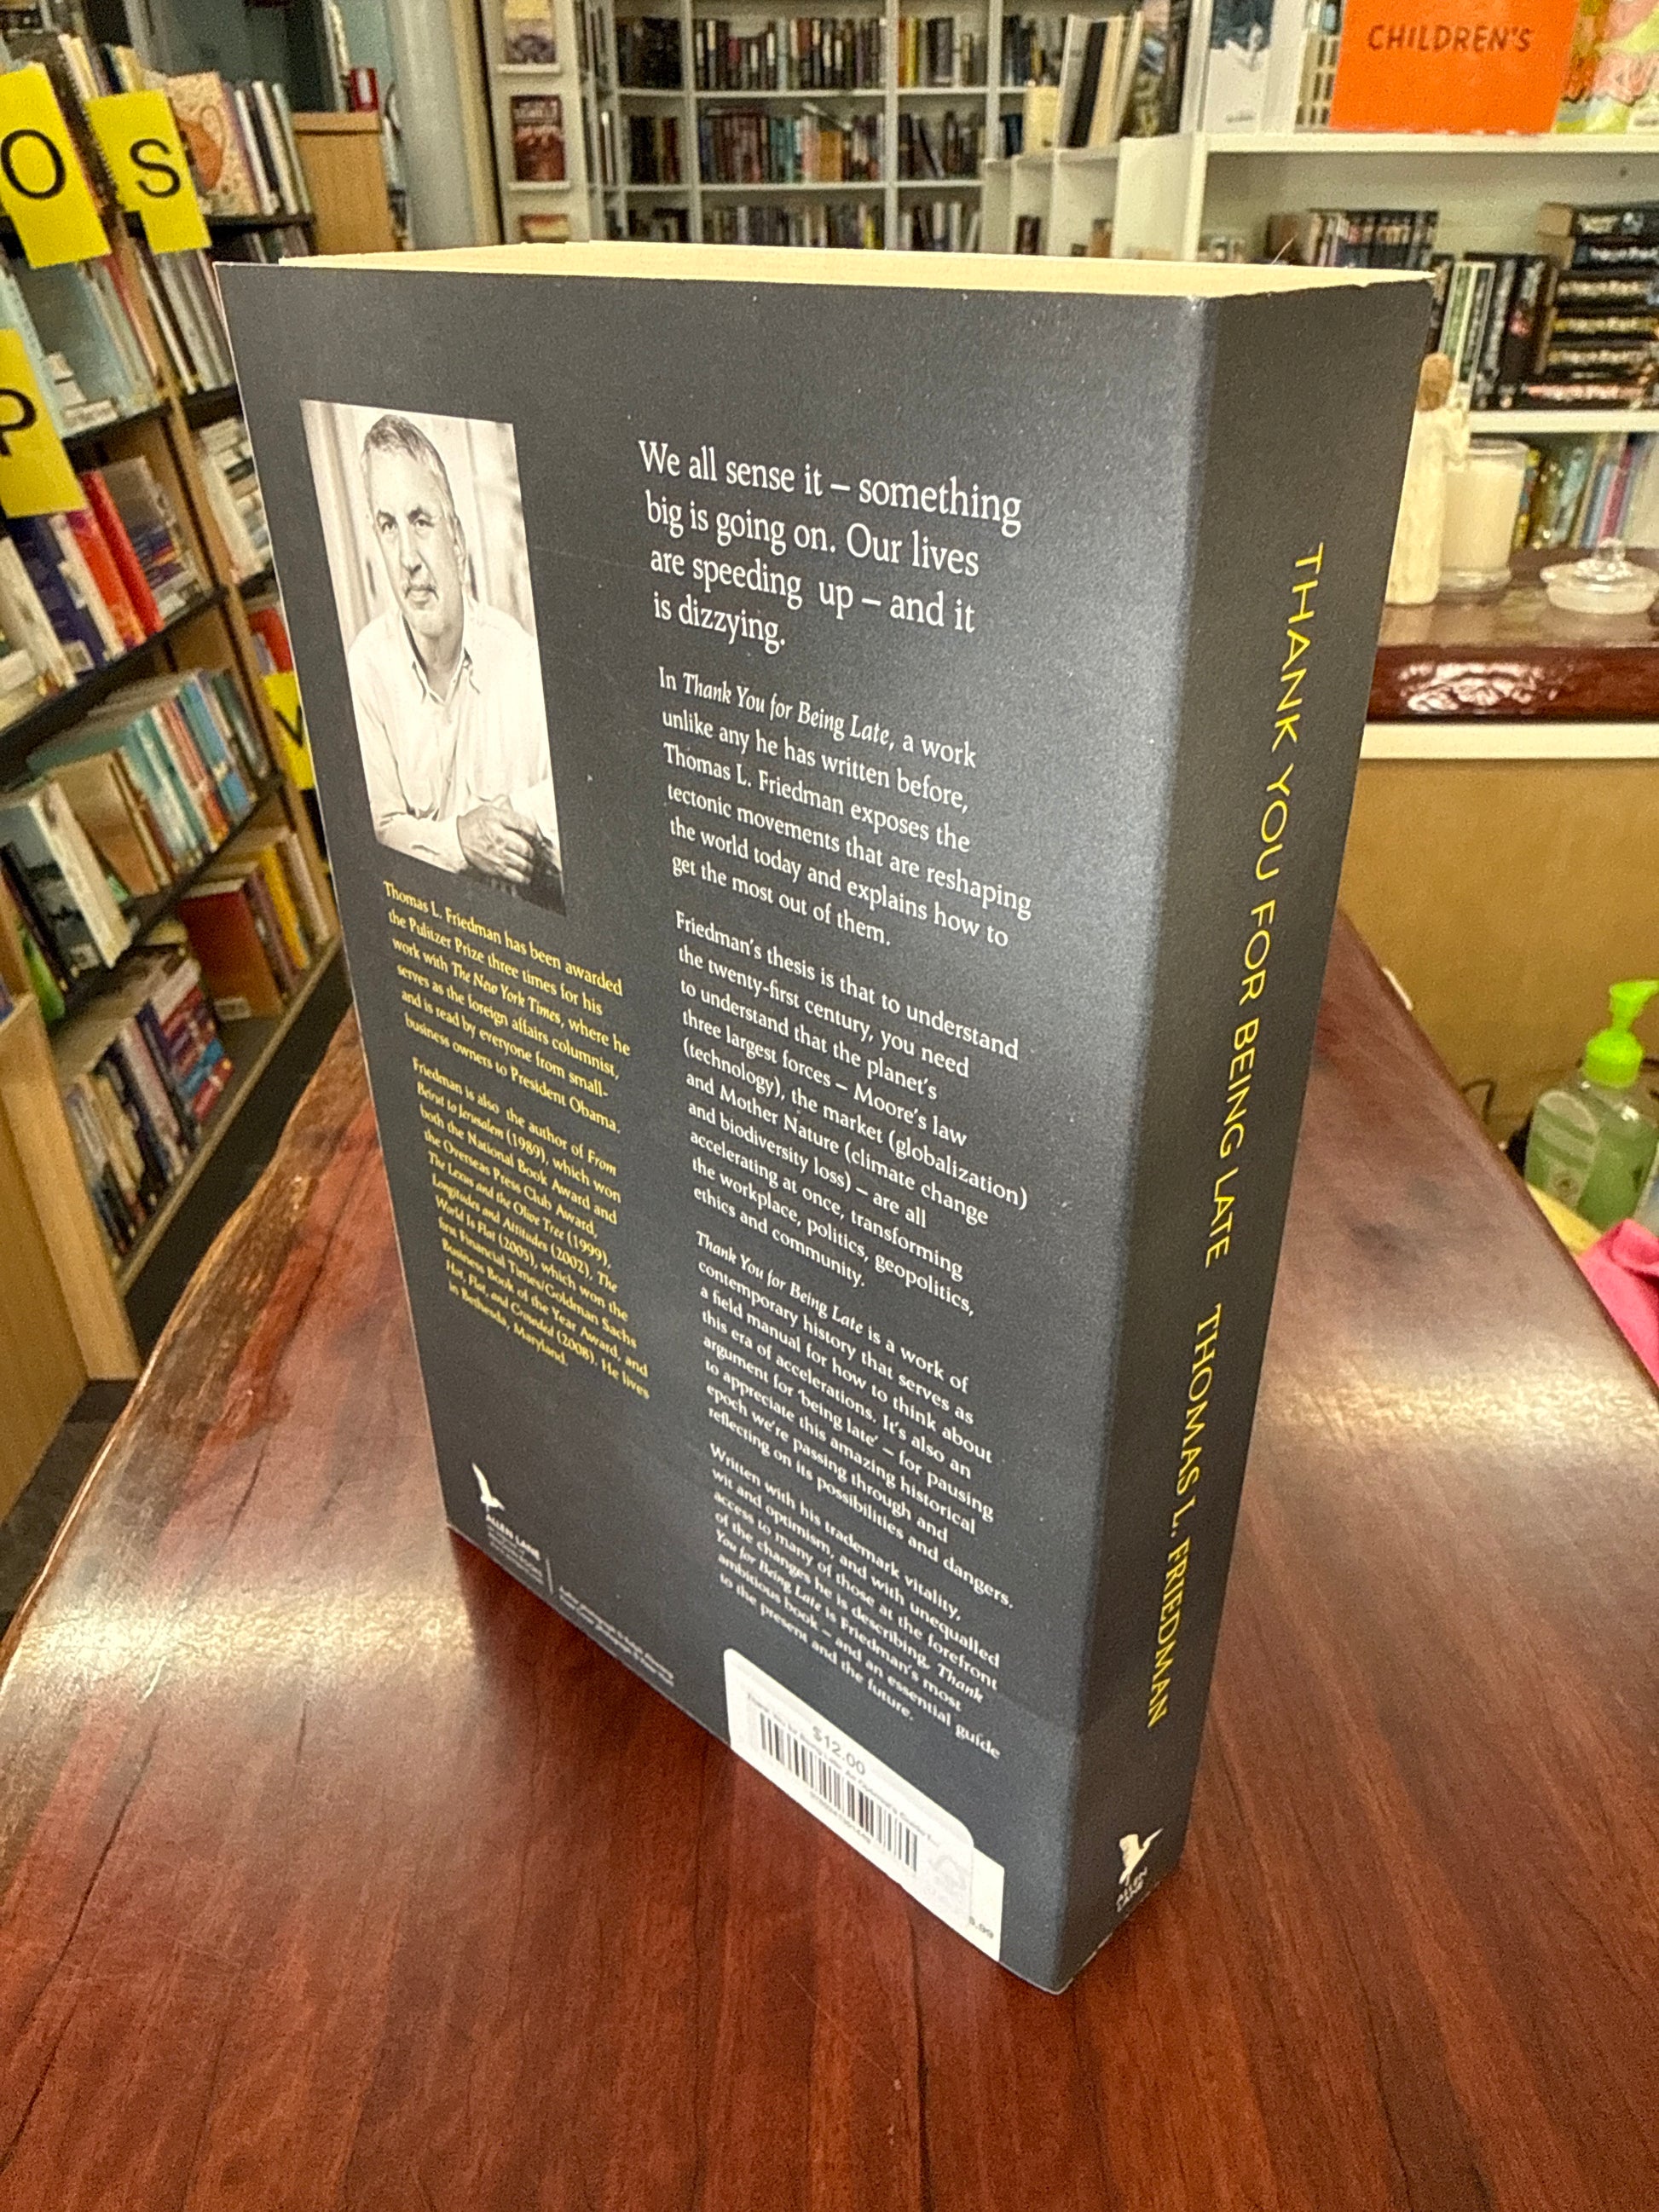 CHILDREN'S
O
S
P
V
We all sense it – something
big is going on. Our lives
are speeding up – and it
is dizzying.
In Thank You for Being Late, a work
unlike any he has written before,
Thomas L. Friedman exposes the
tectonic movements that are reshaping
the world today and explains how to
get the most out of them.
Friedman's thesis is that to understand
the twenty-first century, you need
to understand that the planet's
three largest forces – Moore's law
(technology), the market (globalization)
and Mother Nature (climate change
and biodiversity loss) – are all
accelerating at once, transforming
the workplace, politics, geopolitics,
ethics and community.
Thank You for Being Late is a work of
contemporary history that serves as
a field manual for how to think about
this era of accelerations. It's also an
argument for 'being late' – for pausing
to appreciate this amazing historical
epoch we're passing through and
reflecting on its possibilities and dangers.
Written with his trademark vitality,
wit and optimism, and with unequalled
access to many of those at the forefront
of the changes he is describing, Thank
You for Being Late is Friedman's most
ambitious book – and an essential guide
to the present and the future.
Thomas L. Friedman has been awarded
the Pulitzer Prize three times for his
work with The New York Times, where he
serves as the foreign affairs columnist,
and is read by everyone from small-
business owners to President Obama.
Friedman is also the author of From
Beirut to Jerusalem (1989), which won
both the National Book Award and
the Overseas Press Club Award,
The Lexus and the Olive Tree (1999),
Longitudes and Attitudes (2002), The
World Is Flat (2005), which won the
first Financial Times/Goldman Sachs
Business Book of the Year Award, and
Hot, Flat, and Crowded (2008). He lives
in Bethesda, Maryland.
ALLEN LANE
$12.00
THANK YOU FOR BEING LATE THOMAS L. FRIEDMAN
ALLEN
LANE